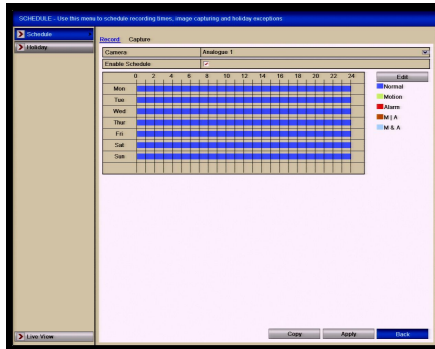 SCHEDULE - Use this menu to schedule recording times, image capturing and holiday exceptions
Schedule
Holiday
Record Capture
Camera Analogue 1
Enable Schedule
0 2 4 6 8 10 12 14 16 18 20 22 24
Edit
Mon
Tue
Wed
Thur
Fri
Sat
Sun
Normal
Motion
Alarm
M | A
M & A
Live View
Copy Apply Back